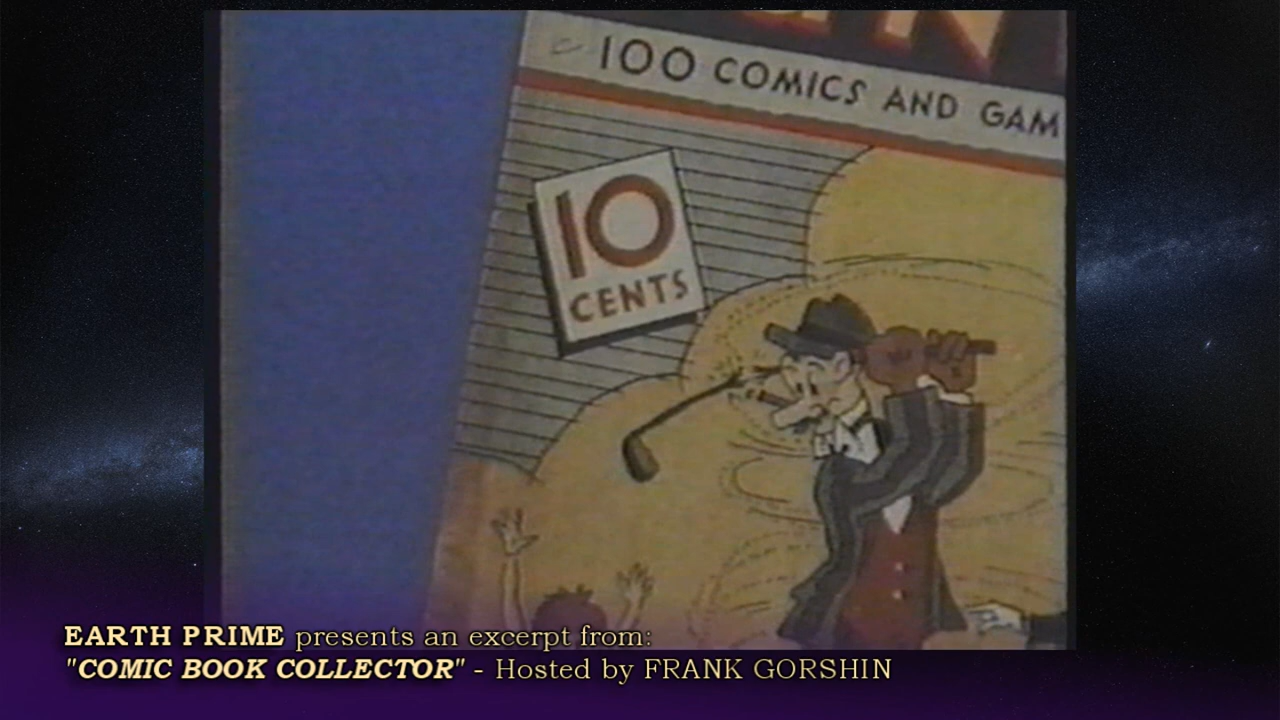 100 COMICS AND GAM
10
CENTS
EARTH PRIME presents an excerpt from:
"COMIC BOOK COLLECTOR" - Hosted by FRANK GORSHIN